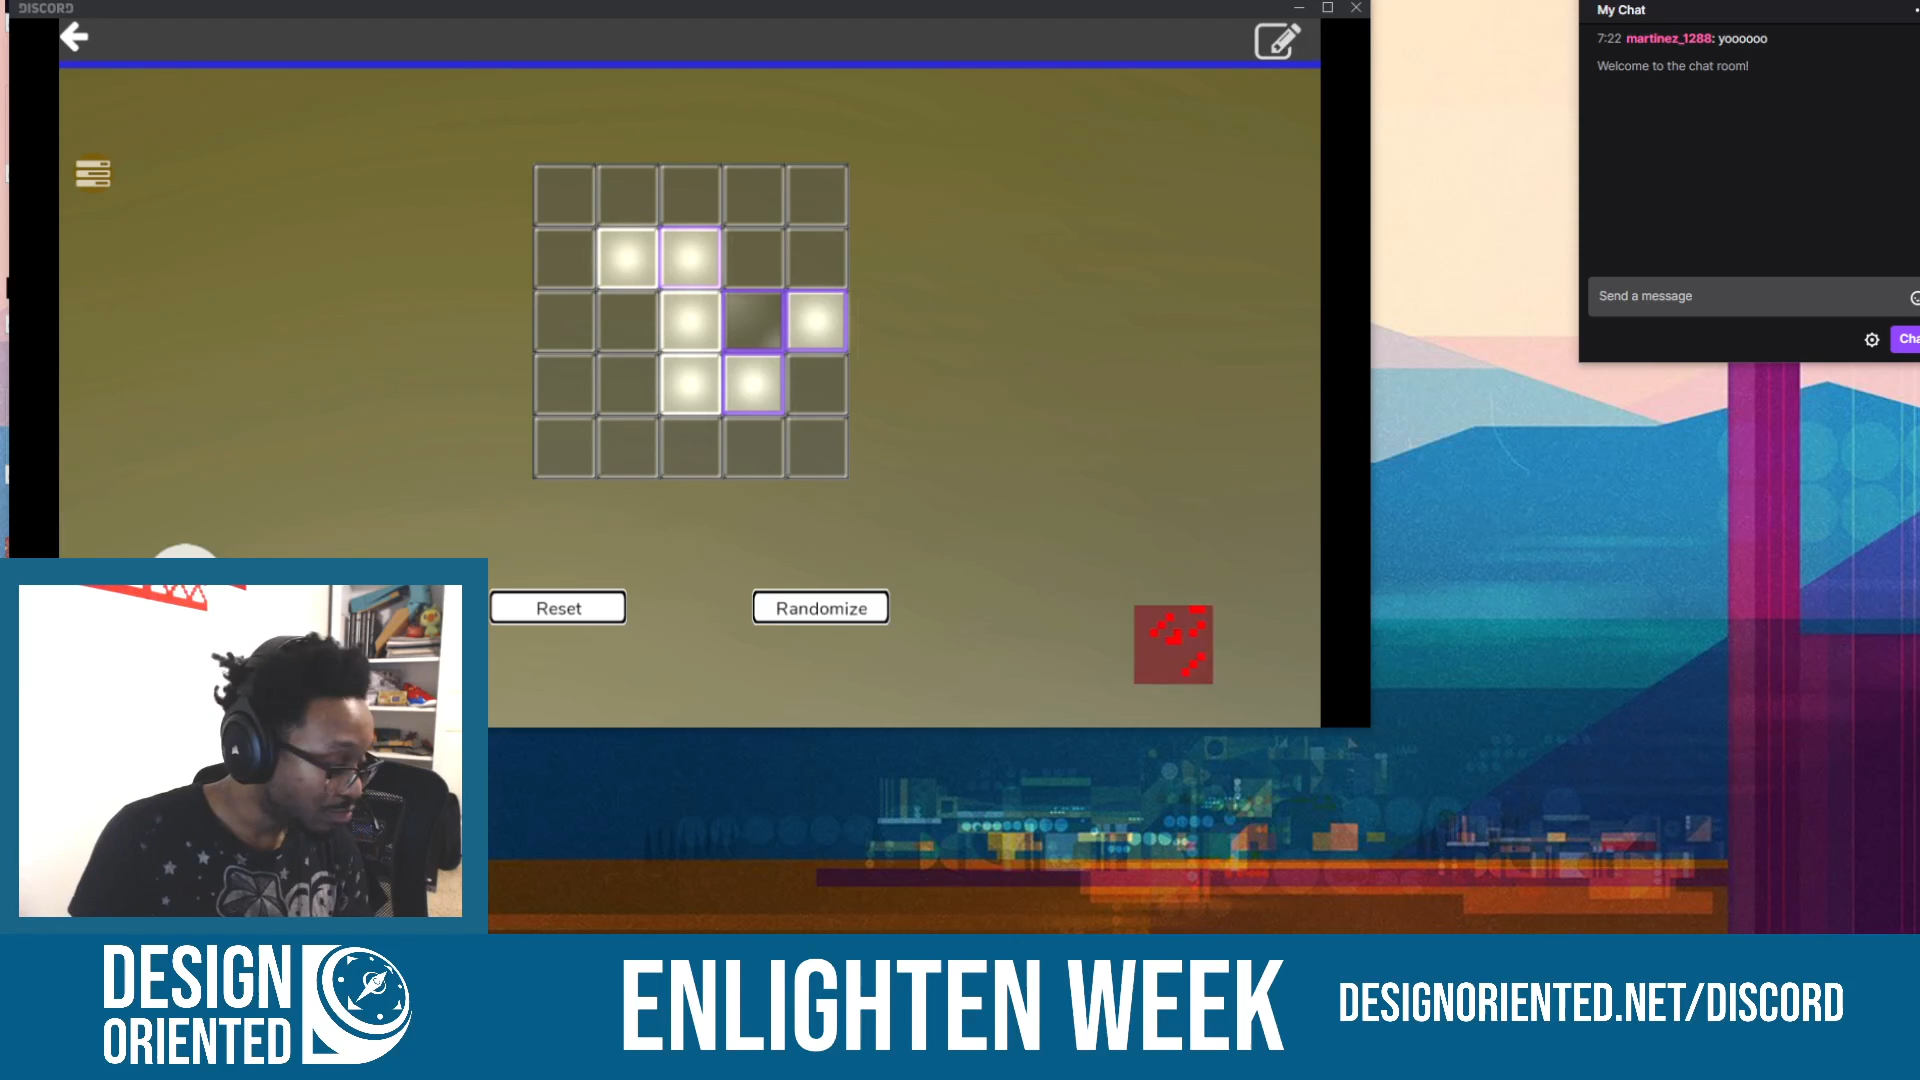 DISCORD
My Chat
7:22 martinez_1288: yoooooo
Welcome to the chat room!
Send a message
Cha
Reset
Randomize
DESIGN
ORIENTED
ENLIGHTEN WEEK
DESIGNORIENTED.NET/DISCORD